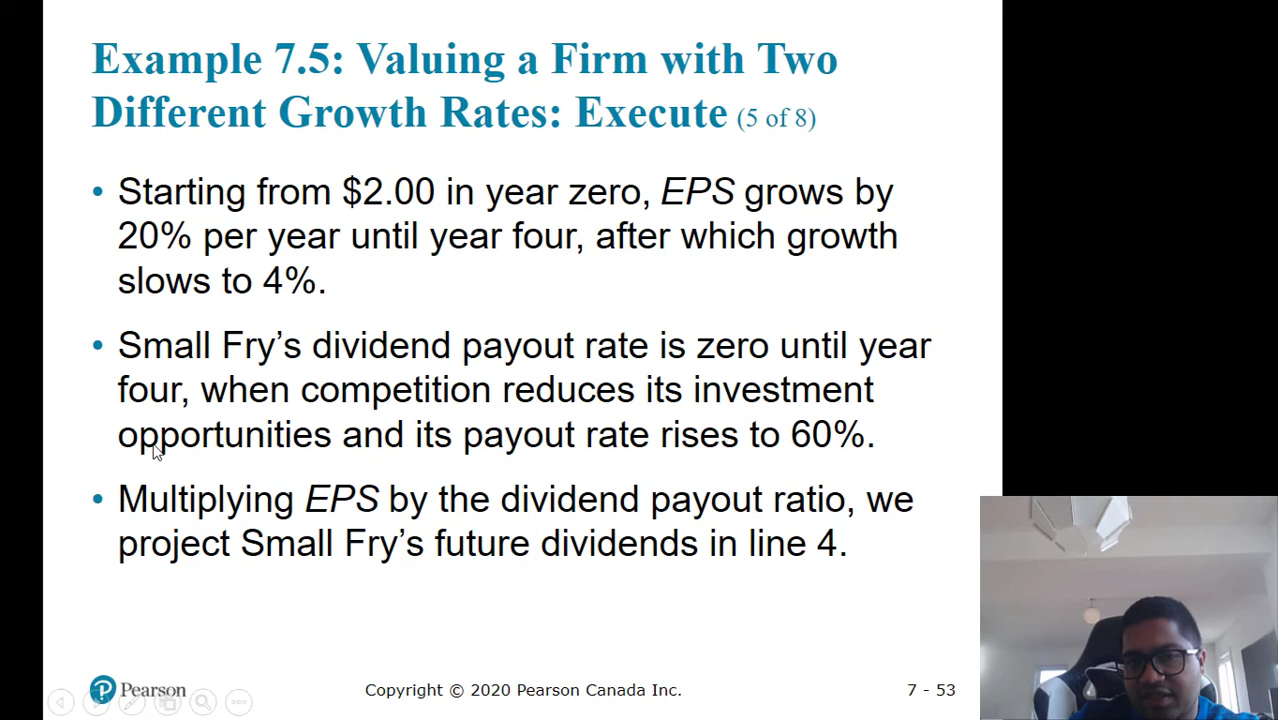 Example 7.5: Valuing a Firm with Two
Different Growth Rates: Execute (5 of 8)
• Starting from $2.00 in year zero, EPS grows by
20% per year until year four, after which growth
slows to 4%.
• Small Fry’s dividend payout rate is zero until year
four, when competition reduces its investment
opportunities and its payout rate rises to 60%.
• Multiplying EPS by the dividend payout ratio, we
project Small Fry’s future dividends in line 4.
Pearson
Copyright © 2020 Pearson Canada Inc.
7 - 53